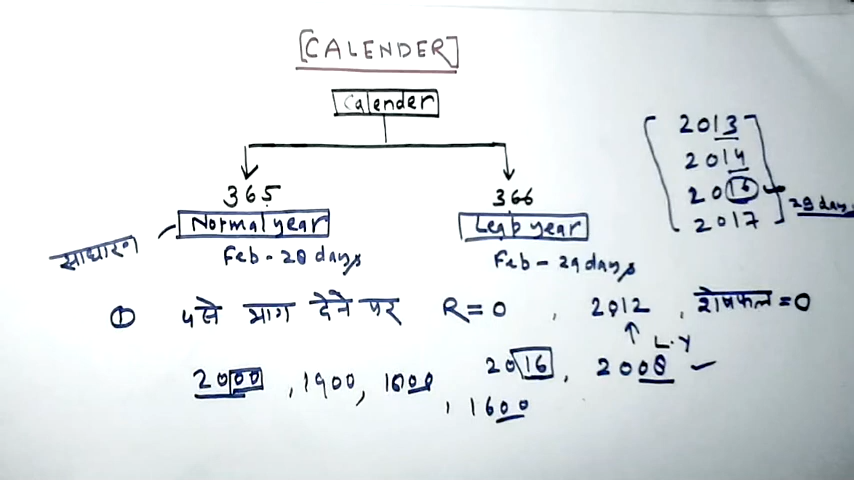 [CALENDER]
Calender
365
Normal year
साधारण
Feb - 28 days
366
Leap year
Feb - 29 days
2013
2014
2016 29 days
2017
① 4 से भाग देने पर R = 0 , 2012 , शेषफल = 0
L.Y
2000 , 1900 , 1800 , 1600
2016 , 2008